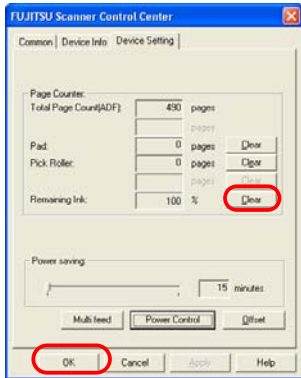 FUJITSU Scanner Control Center
Common Device Info Device Setting
Page Counter:
Total Page Count(ADF): 490 pages
pages
Pad: 0 pages Clear
Pick Roller: 0 pages Clear
pages Clear
Remaining Ink: 100 % Clear
Power saving:
15 minutes
Multi feed Power Control Offset
OK Cancel Apply Help